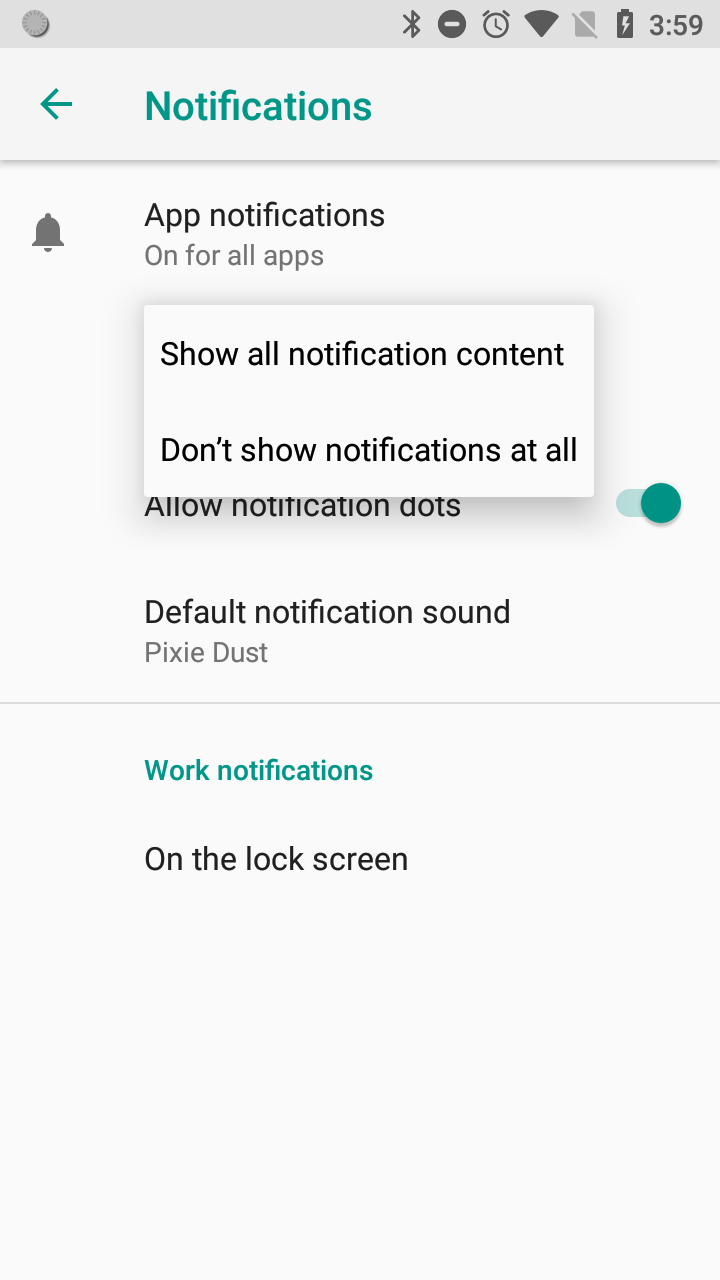 3:59
Notifications
App notifications
On for all apps
Show all notification content
Don’t show notifications at all
Allow notification dots
Default notification sound
Pixie Dust
Work notifications
On the lock screen